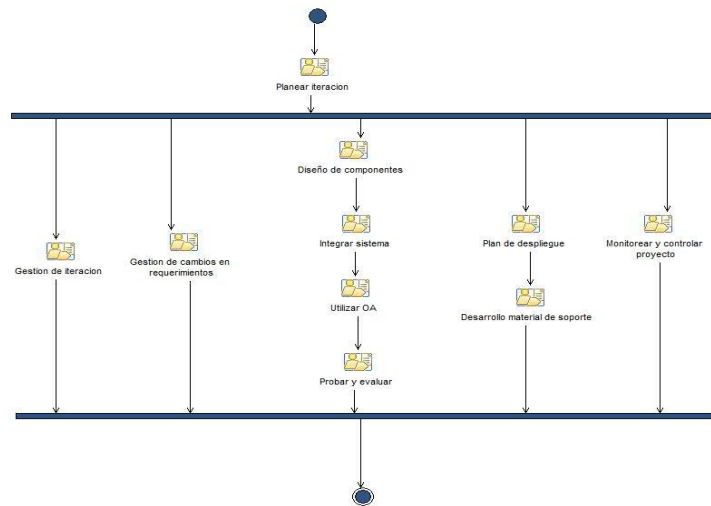 Planear iteracion
Diseño de componentes
Gestion de iteracion
Gestion de cambios en
requerimientos
Integrar sistema
Plan de despliegue
Monitorear y controlar
proyecto
Utilizar OA
Desarrollo material de soporte
Probar y evaluar